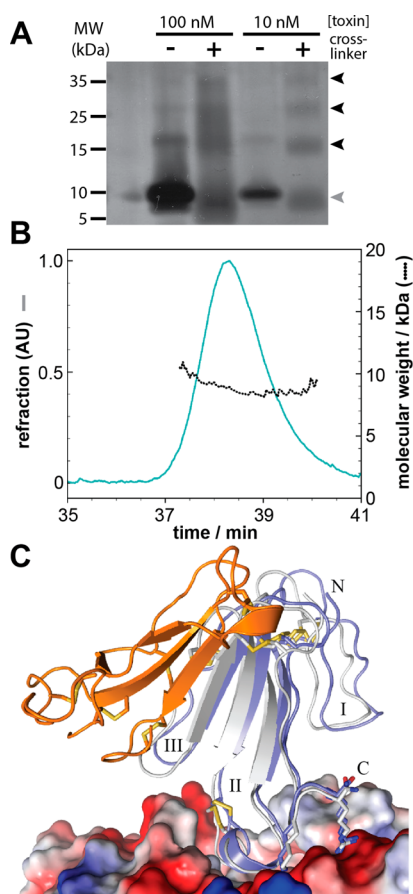 A
MW
(kDa)
100 nM 10 nM [toxin]
- + - + cross-
linker
35
25
15
10
5
B
refraction (AU)
1.0
0.5
0
molecular weight / kDa (.....)
20
15
10
5
0
35 37 39 41
time / min
C
N
I
III
II
C